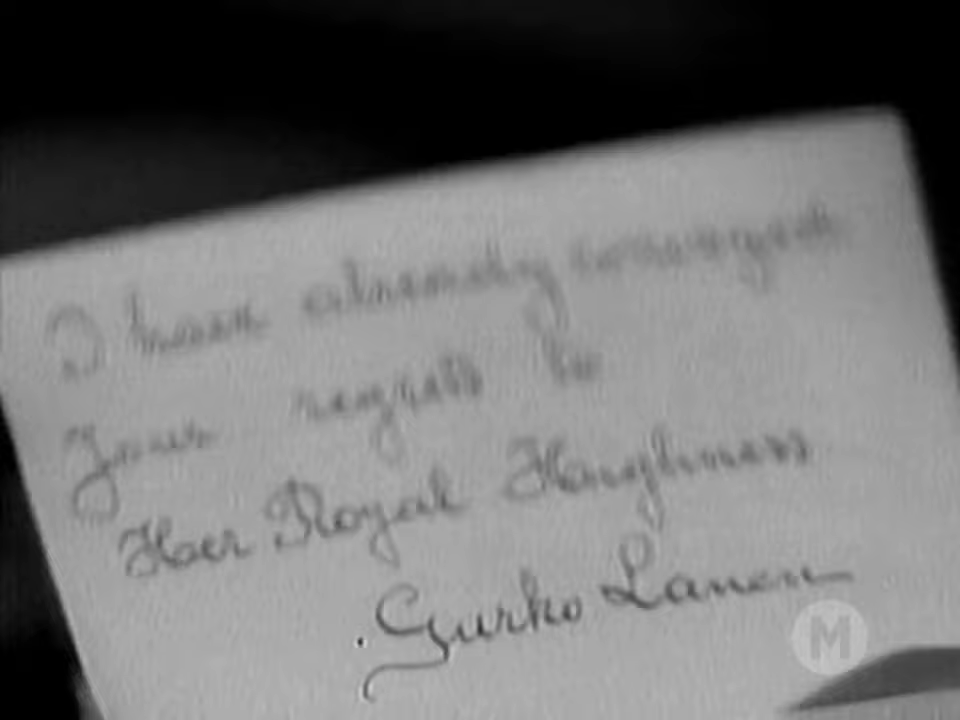 I have already conveyed
your regrets to
Her Royal Highness
Gurko Lanen
M